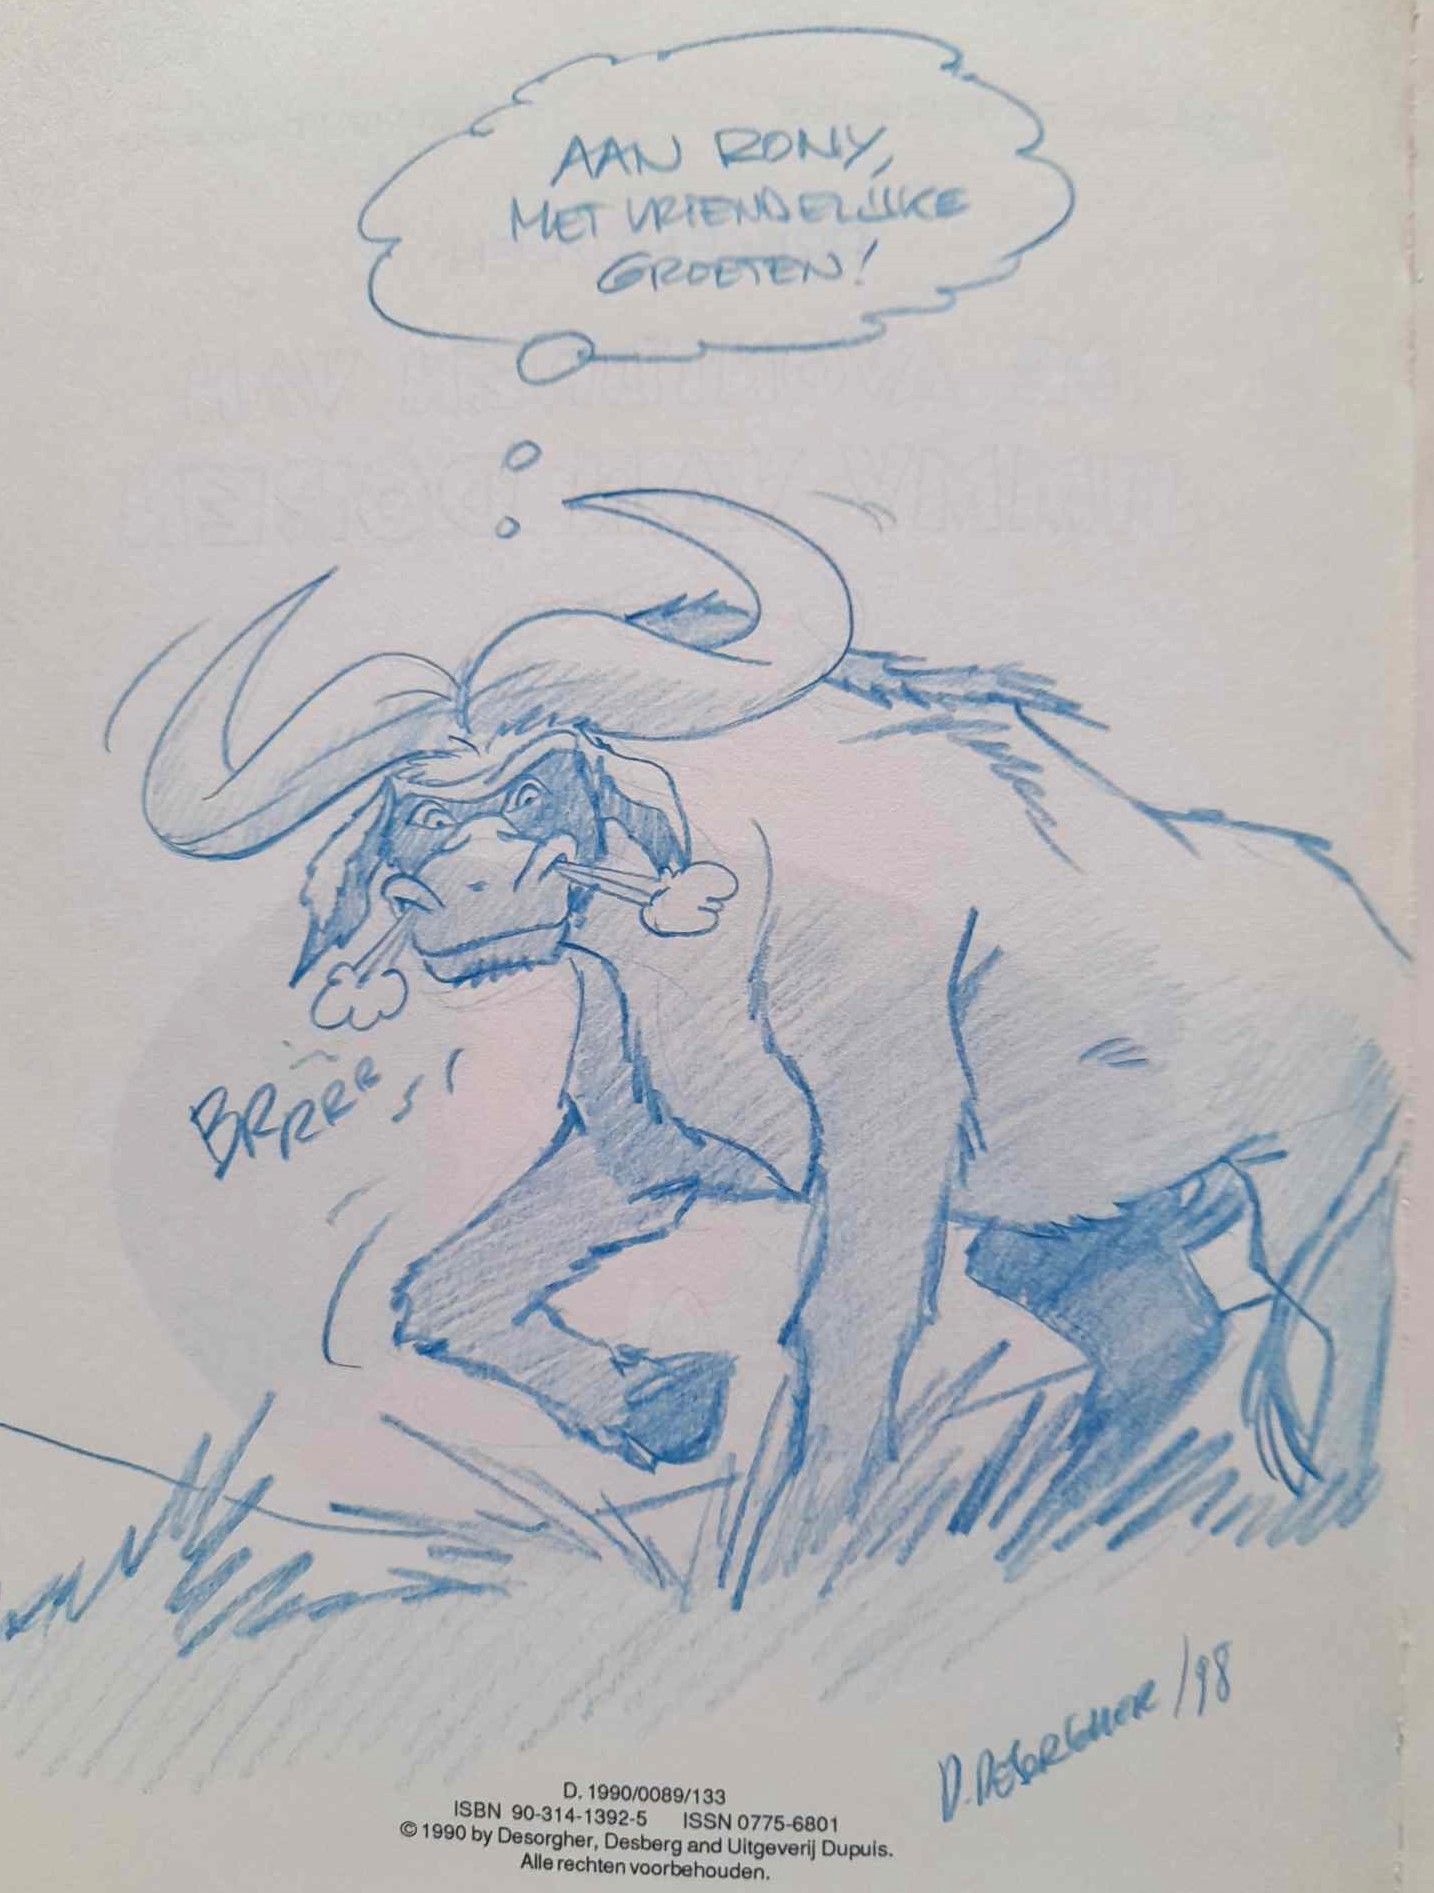 AAN RONY,
MET VRIENDELIJKE
GROETEN!
BRRRR
D. DESORGHER /98
D. 1990/0089/133
ISBN 90-314-1392-5 ISSN 0775-6801
© 1990 by Desorgher, Desberg and Uitgeverij Dupuis.
Alle rechten voorbehouden.